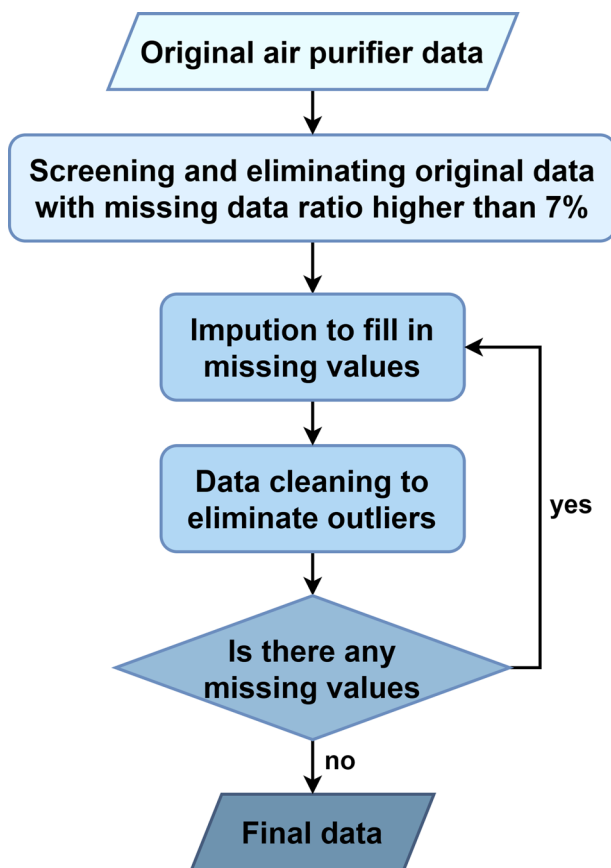 Original air purifier data
Screening and eliminating original data
with missing data ratio higher than 7%
Impution to fill in
missing values
Data cleaning to
eliminate outliers
yes
Is there any
missing values
no
Final data